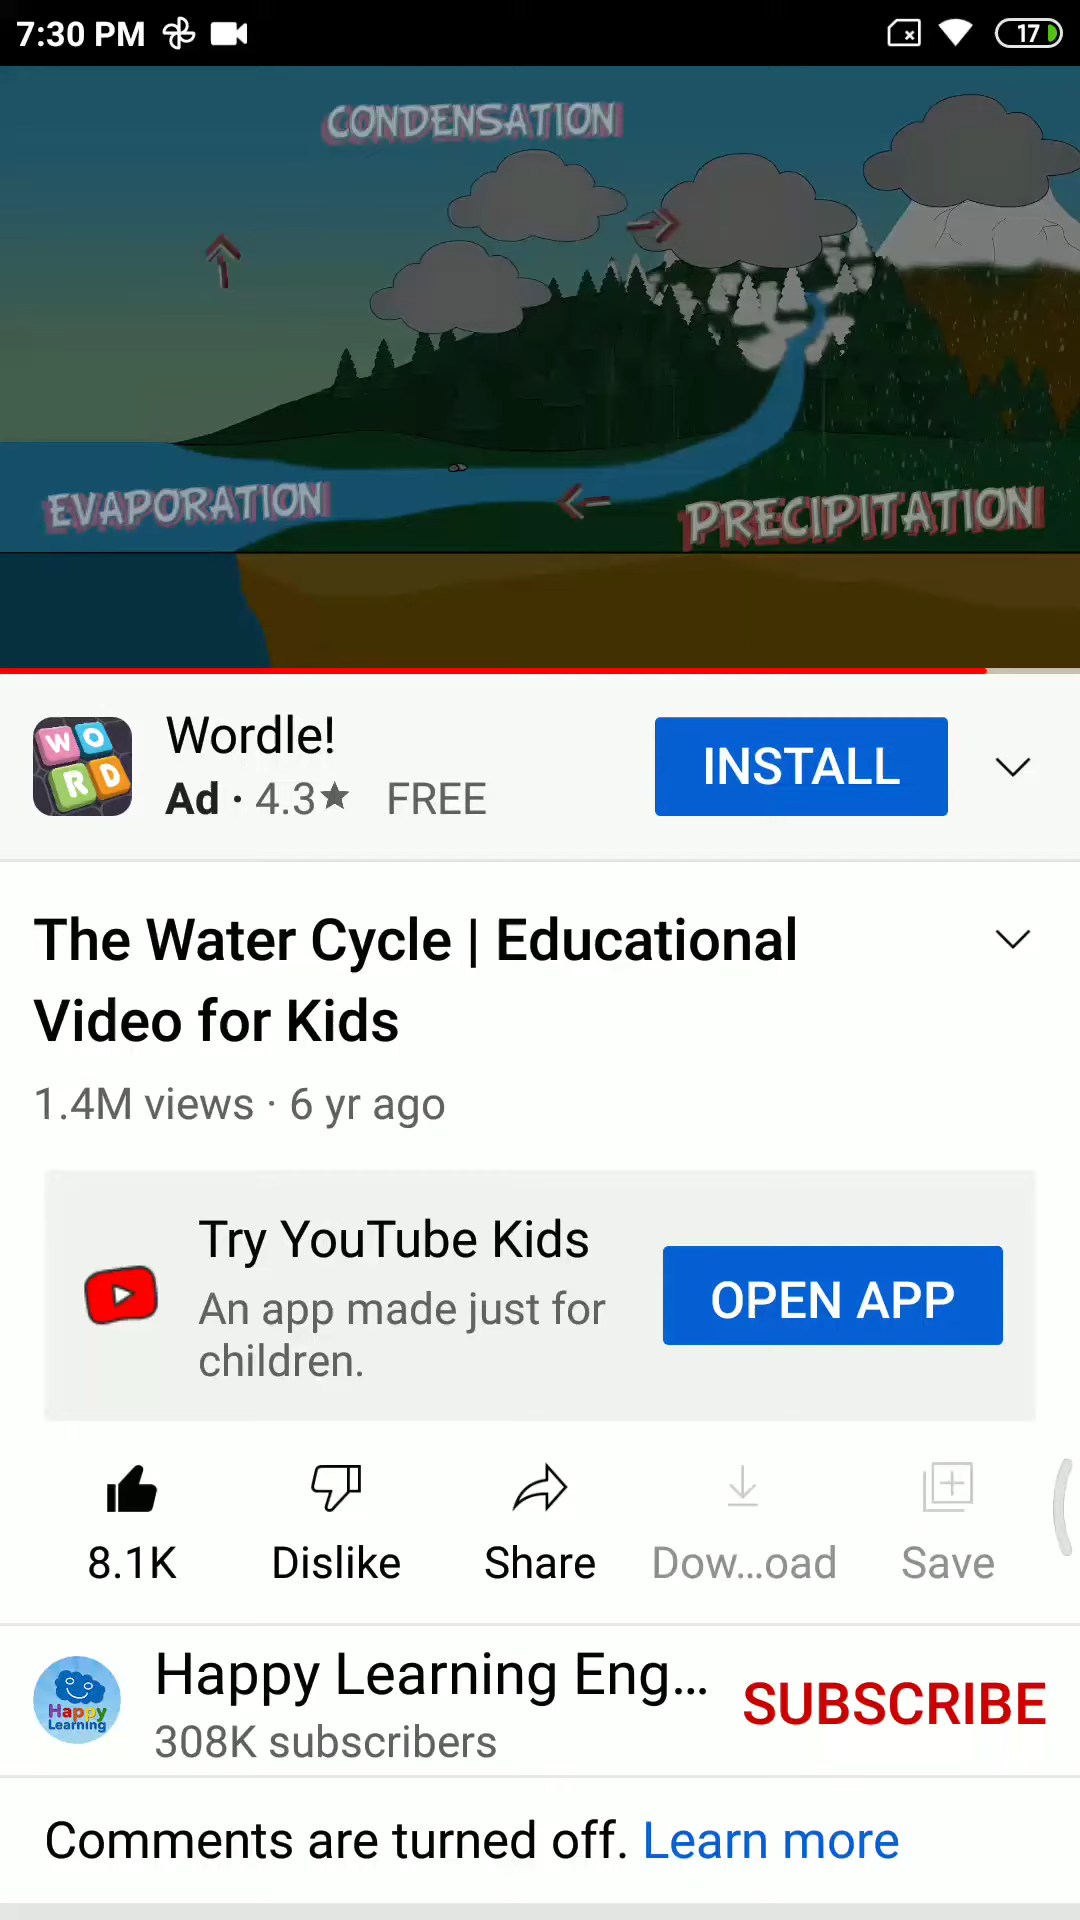 7:30 PM
17
CONDENSATION
EVAPORATION
PRECIPITATION
WORD
Wordle!
Ad · 4.3★ FREE
INSTALL
The Water Cycle | Educational
Video for Kids
1.4M views · 6 yr ago
Try YouTube Kids
An app made just for
children.
OPEN APP
8.1K
Dislike
Share
Dow...oad
Save
Happy
Learning
Happy Learning Eng...
308K subscribers
SUBSCRIBE
Comments are turned off. Learn more